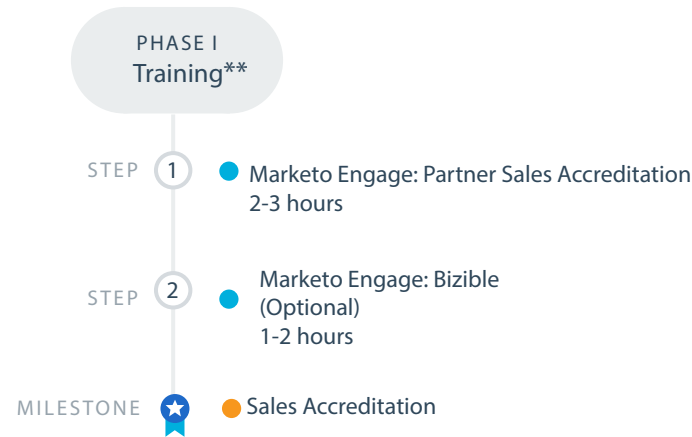 PHASE I
Training**
STEP 1
Marketo Engage: Partner Sales Accreditation
2-3 hours
STEP 2
Marketo Engage: Bizible
(Optional)
1-2 hours
MILESTONE
Sales Accreditation